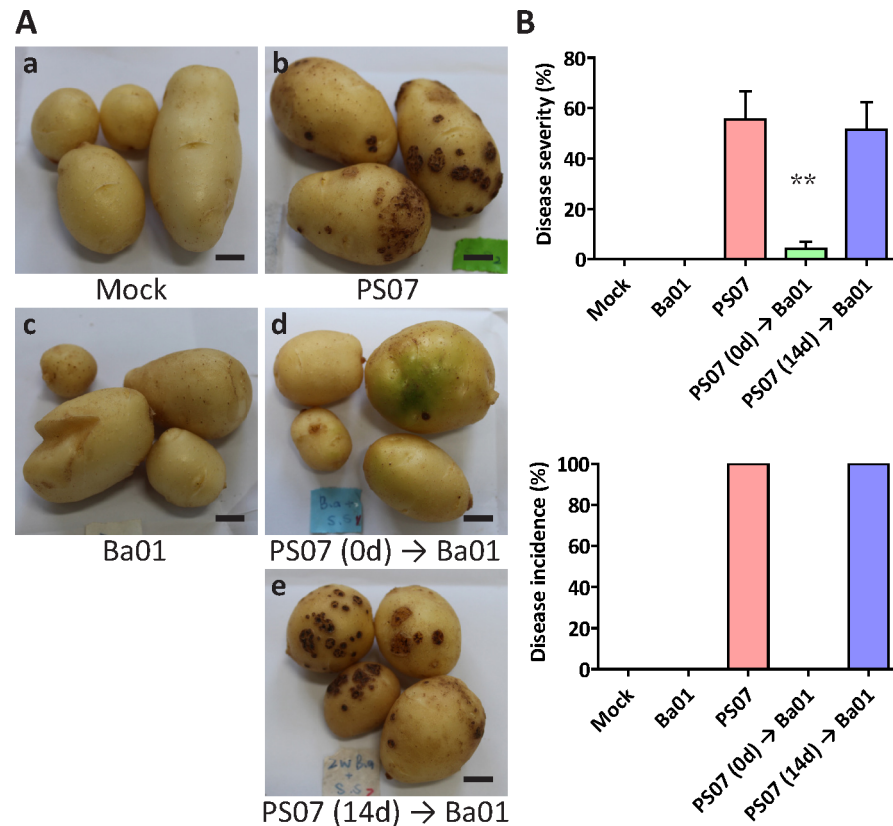 A
a
b
Mock
PS07
c
d
B.a +
S.S
Ba01
PS07 (0d) → Ba01
e
2W B.a
+
S.S
PS07 (14d) → Ba01
B
Disease severity (%)
80
60
40
20
0
**
Mock
Ba01
PS07
PS07 (0d) → Ba01
PS07 (14d) → Ba01
Disease incidence (%)
100
80
60
40
20
0
Mock
Ba01
PS07
PS07 (0d) → Ba01
PS07 (14d) → Ba01